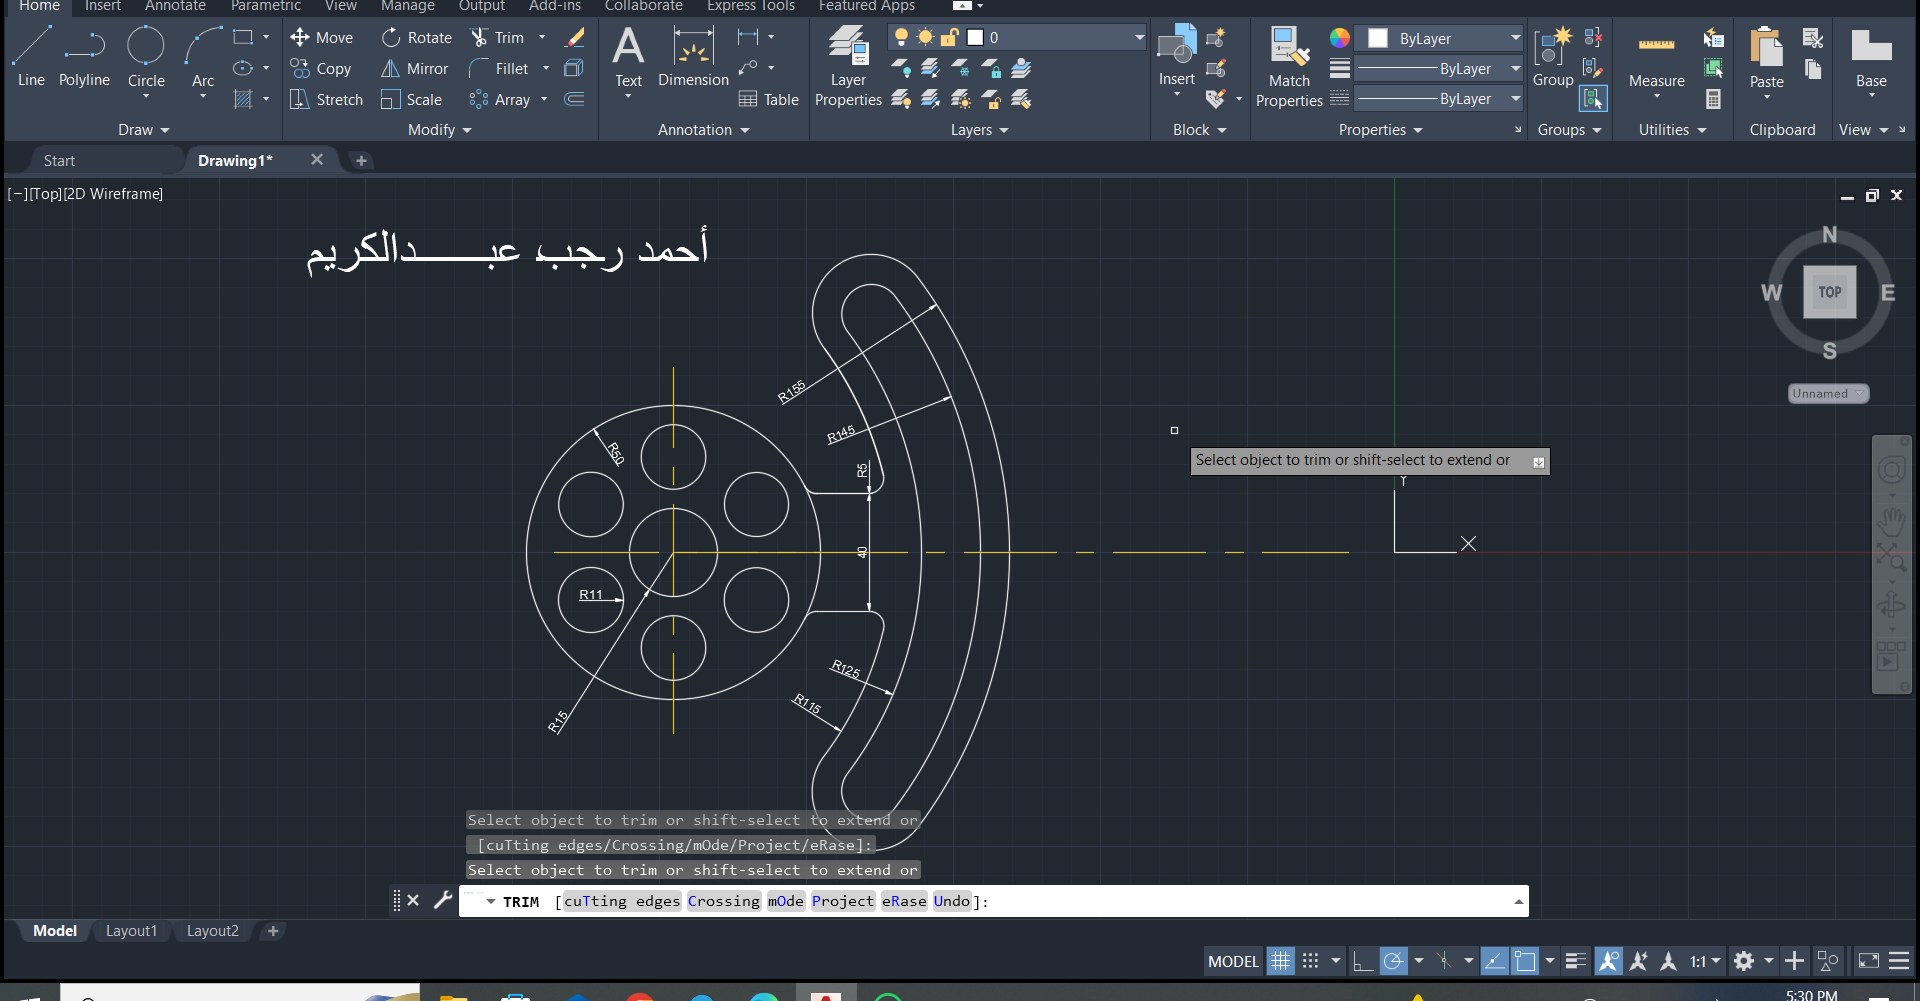 Home Insert Annotate Parametric View Manage Output Add-ins Collaborate Express Tools Featured Apps
Line Polyline Circle Arc
Move Rotate Trim
Copy Mirror Fillet
Stretch Scale Array
Text Dimension Table
Layer Properties
0
Insert
Match Properties
ByLayer
ByLayer
ByLayer
Group Measure Paste Base
Draw Modify Annotation Layers Block Properties Groups Utilities Clipboard View
Start Drawing1*
[−][Top][2D Wireframe]
أحمد رجب عبـــــدالكريم
N
W TOP E
S
Unnamed
R155
R145
R50
R5
Select object to trim or shift-select to extend or
Y
X
40
R11
R125
R115
R15
Select object to trim or shift-select to extend or
[cuTting edges/Crossing/mOde/Project/eRase]:
Select object to trim or shift-select to extend or
TRIM [cuTting edges Crossing mOde Project eRase Undo]:
Model Layout1 Layout2
MODEL 1:1
5:30 PM